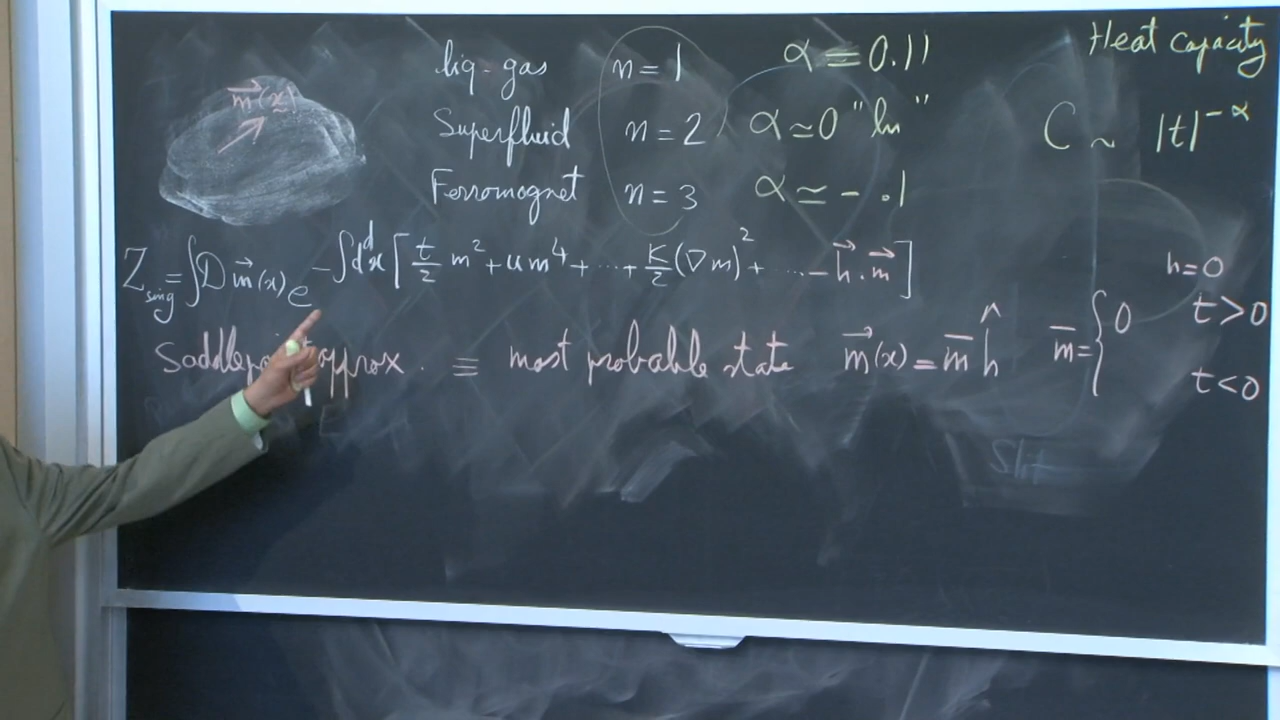 Heat capacity
liq-gas n=1 α=0.11
Superfluid n=2 α≃0 "ln"
Ferromagnet n=3 α≃-.1
C ~ |t|^{-α}
m⃗(x)
Z_sing = ∫D m⃗(x) e^{-∫d^d x [t/2 m² + u m⁴ + ... + K/2 (∇m)² + ... - h⃗.m⃗]}
h=0
Saddle approx. ≡ most probable state m⃗(x) = m̄ ĥ m̄ = { 0 t>0
t<0